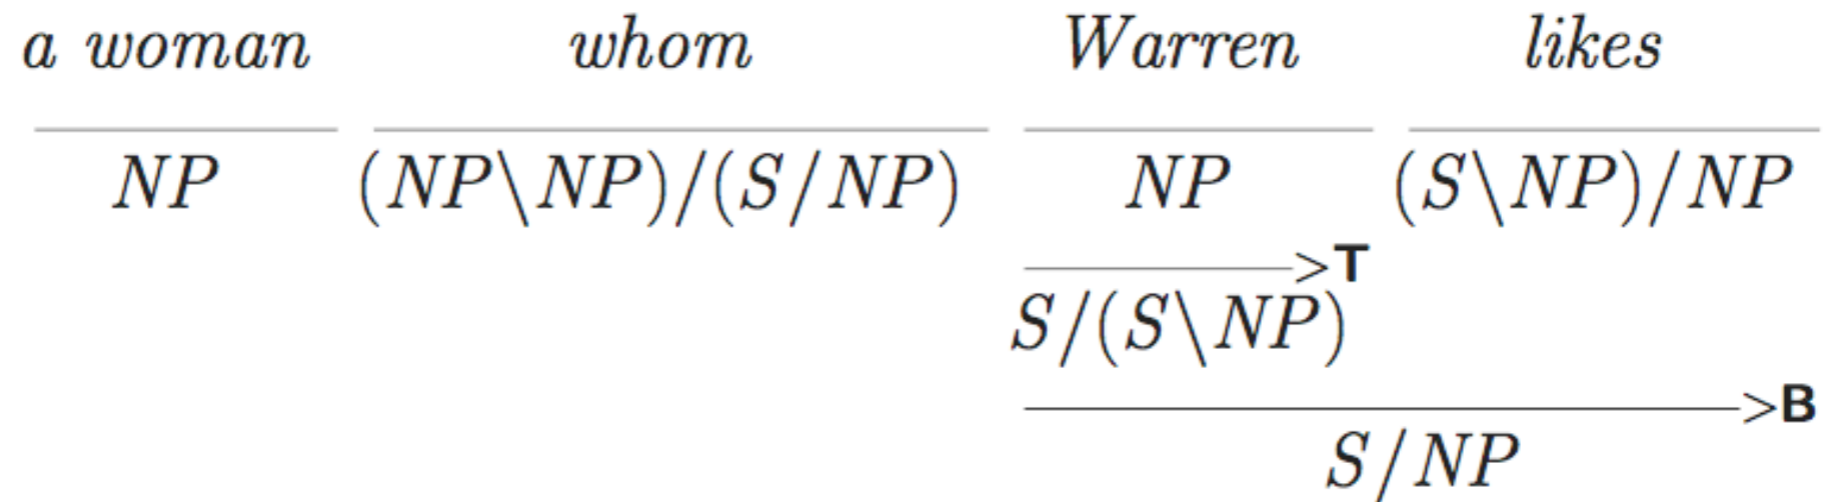 a woman whom Warren likes
NP (NP\NP)/(S/NP) NP (S\NP)/NP
>T
S/(S\NP)
>B
S/NP